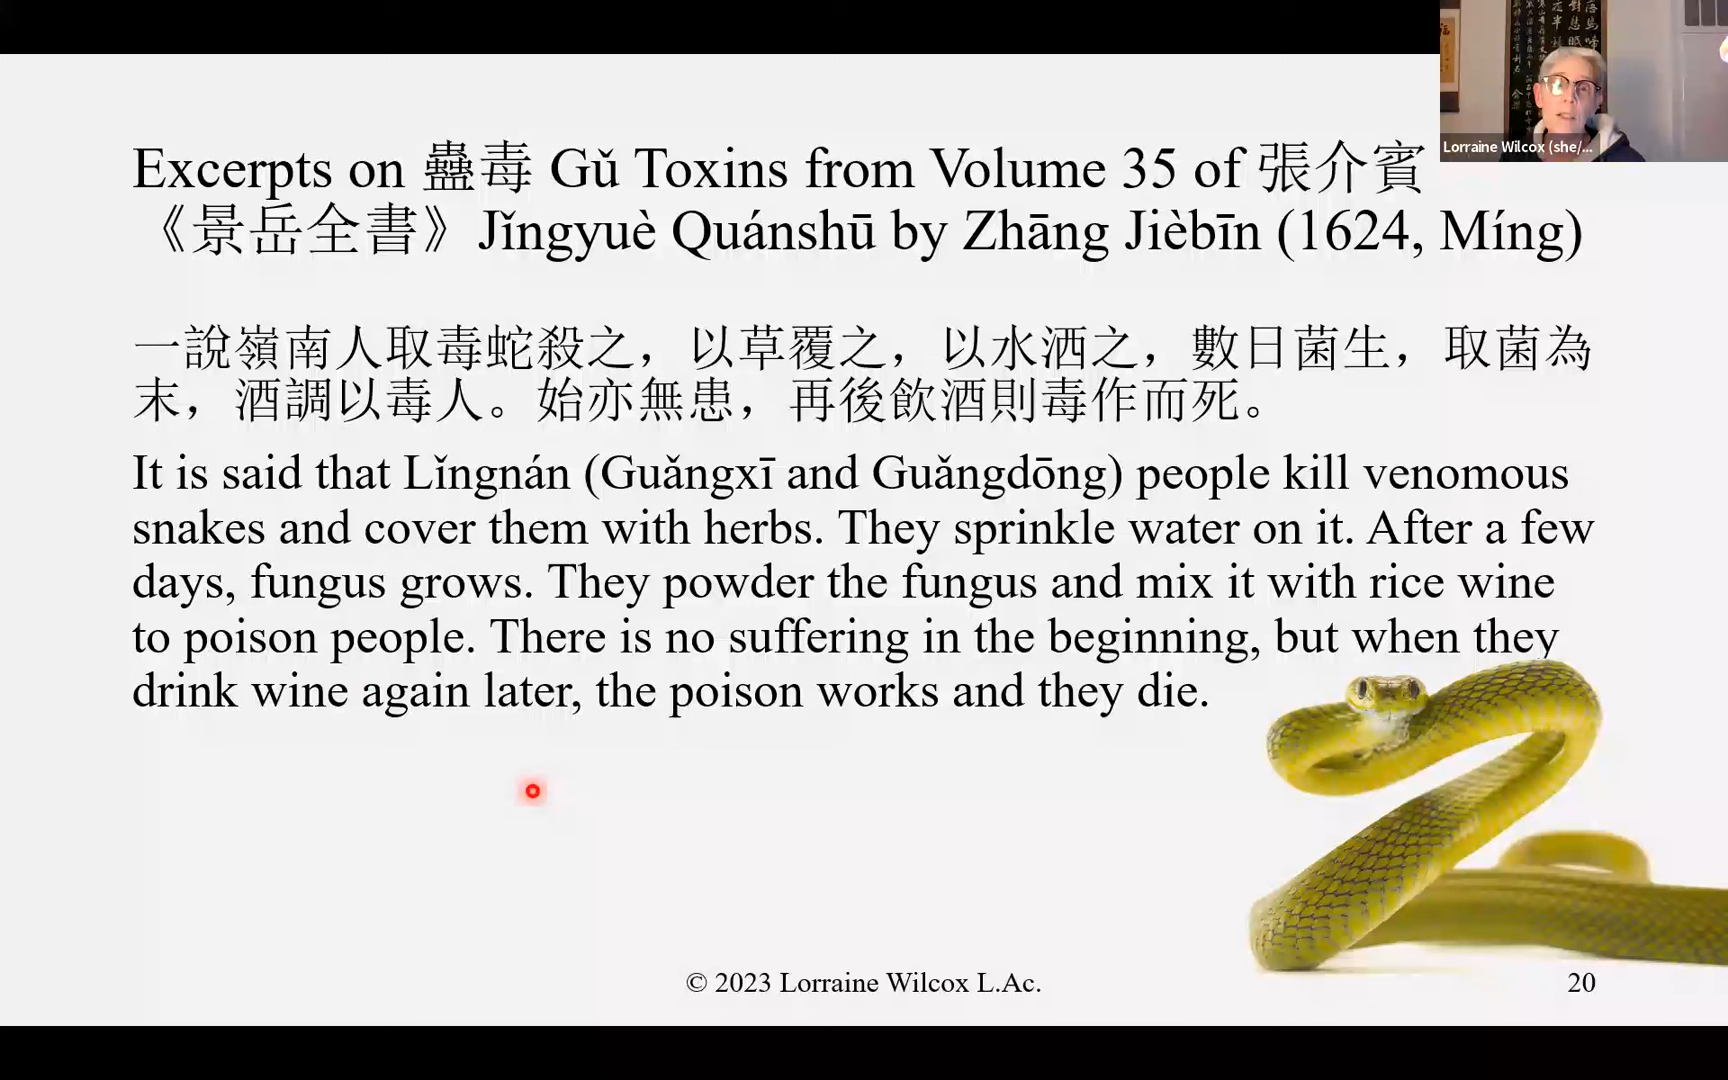 Excerpts on 蠱毒 Gǔ Toxins from Volume 35 of 張介賓
《景岳全書》Jǐngyuè Quánshū by Zhāng Jièbīn (1624, Míng)
一說嶺南人取毒蛇殺之，以草覆之，以水洒之，數日菌生，取菌為
末，酒調以毒人。始亦無患，再後飲酒則毒作而死。
It is said that Lǐngnán (Guǎngxī and Guǎngdōng) people kill venomous
snakes and cover them with herbs. They sprinkle water on it. After a few
days, fungus grows. They powder the fungus and mix it with rice wine
to poison people. There is no suffering in the beginning, but when they
drink wine again later, the poison works and they die.
© 2023 Lorraine Wilcox L.Ac.
20
Lorraine Wilcox (she/...